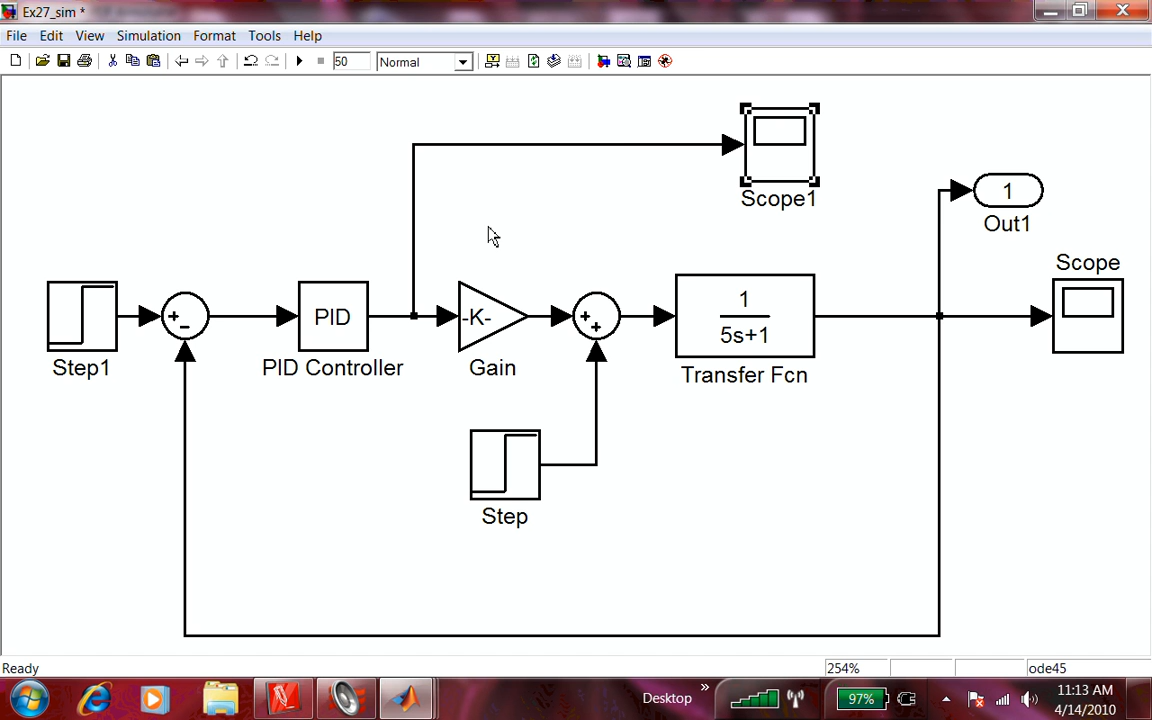 Ex27_sim *
File Edit View Simulation Format Tools Help
50 Normal
Scope1
1
Out1
Scope
+
-
PID
-K-
+
+
1
5s+1
Step1
PID Controller
Gain
Transfer Fcn
Step
Ready
254%
ode45
Desktop
»
97%
11:13 AM
4/14/2010